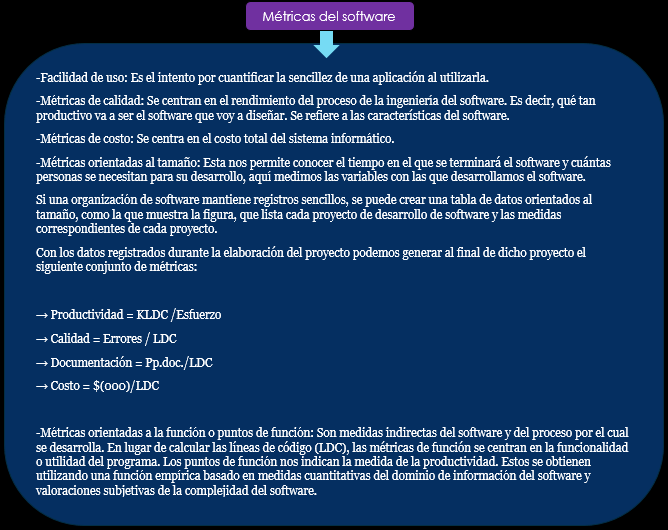 Métricas del software
-Facilidad de uso: Es el intento por cuantificar la sencillez de una aplicación al utilizarla.
-Métricas de calidad: Se centran en el rendimiento del proceso de la ingeniería del software. Es decir, qué tan
productivo va a ser el software que voy a diseñar. Se refiere a las características del software.
-Métricas de costo: Se centra en el costo total del sistema informático.
-Métricas orientadas al tamaño: Esta nos permite conocer el tiempo en el que se terminará el software y cuántas
personas se necesitan para su desarrollo, aquí medimos las variables con las que desarrollamos el software.
Si una organización de software mantiene registros sencillos, se puede crear una tabla de datos orientados al
tamaño, como la que muestra la figura, que lista cada proyecto de desarrollo de software y las medidas
correspondientes de cada proyecto.
Con los datos registrados durante la elaboración del proyecto podemos generar al final de dicho proyecto el
siguiente conjunto de métricas:
→ Productividad = KLDC /Esfuerzo
→ Calidad = Errores / LDC
→ Documentación = Pp.doc./LDC
→ Costo = $(000)/LDC
-Métricas orientadas a la función o puntos de función: Son medidas indirectas del software y del proceso por el cual
se desarrolla. En lugar de calcular las líneas de código (LDC), las métricas de función se centran en la funcionalidad
o utilidad del programa. Los puntos de función nos indican la medida de la productividad. Estos se obtienen
utilizando una función empírica basado en medidas cuantitativas del dominio de información del software y
valoraciones subjetivas de la complejidad del software.